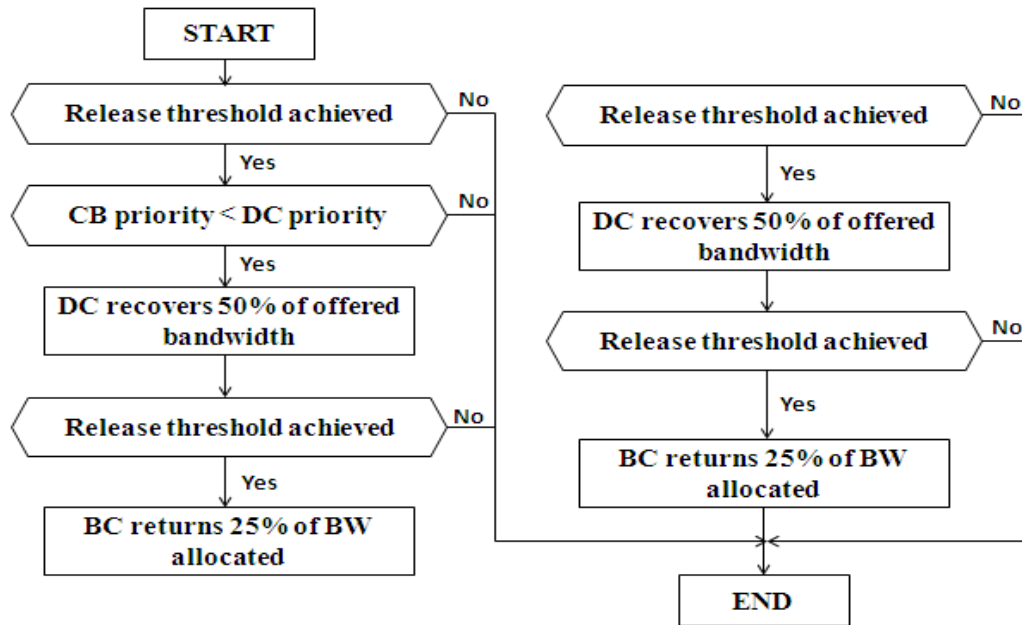 START
Release threshold achieved
No
Yes
CB priority < DC priority
No
Yes
DC recovers 50% of offered
bandwidth
Release threshold achieved
No
Yes
BC returns 25% of BW
allocated
Release threshold achieved
No
Yes
DC recovers 50% of offered
bandwidth
Release threshold achieved
No
Yes
BC returns 25% of BW
allocated
END